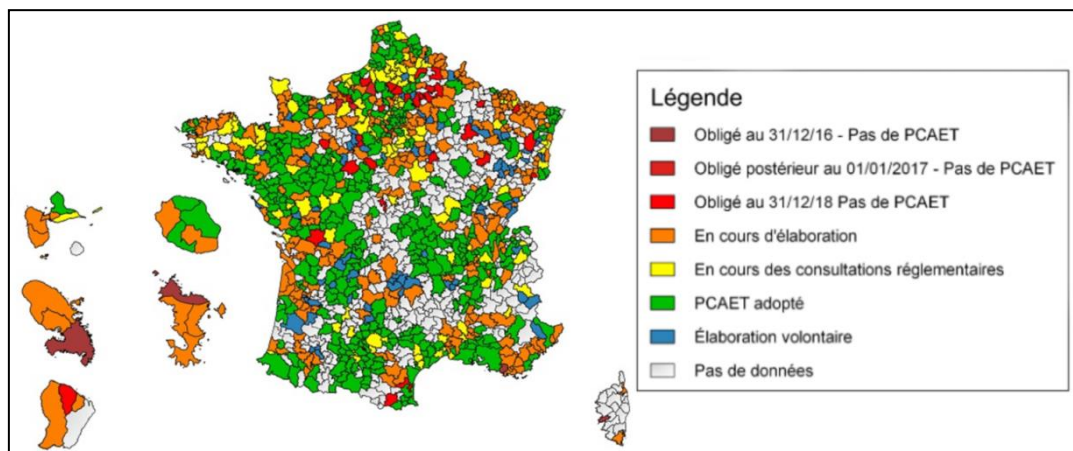 Légende
Obligé au 31/12/16 - Pas de PCAET
Obligé postérieur au 01/01/2017 - Pas de PCAET
Obligé au 31/12/18 Pas de PCAET
En cours d'élaboration
En cours des consultations réglementaires
PCAET adopté
Élaboration volontaire
Pas de données